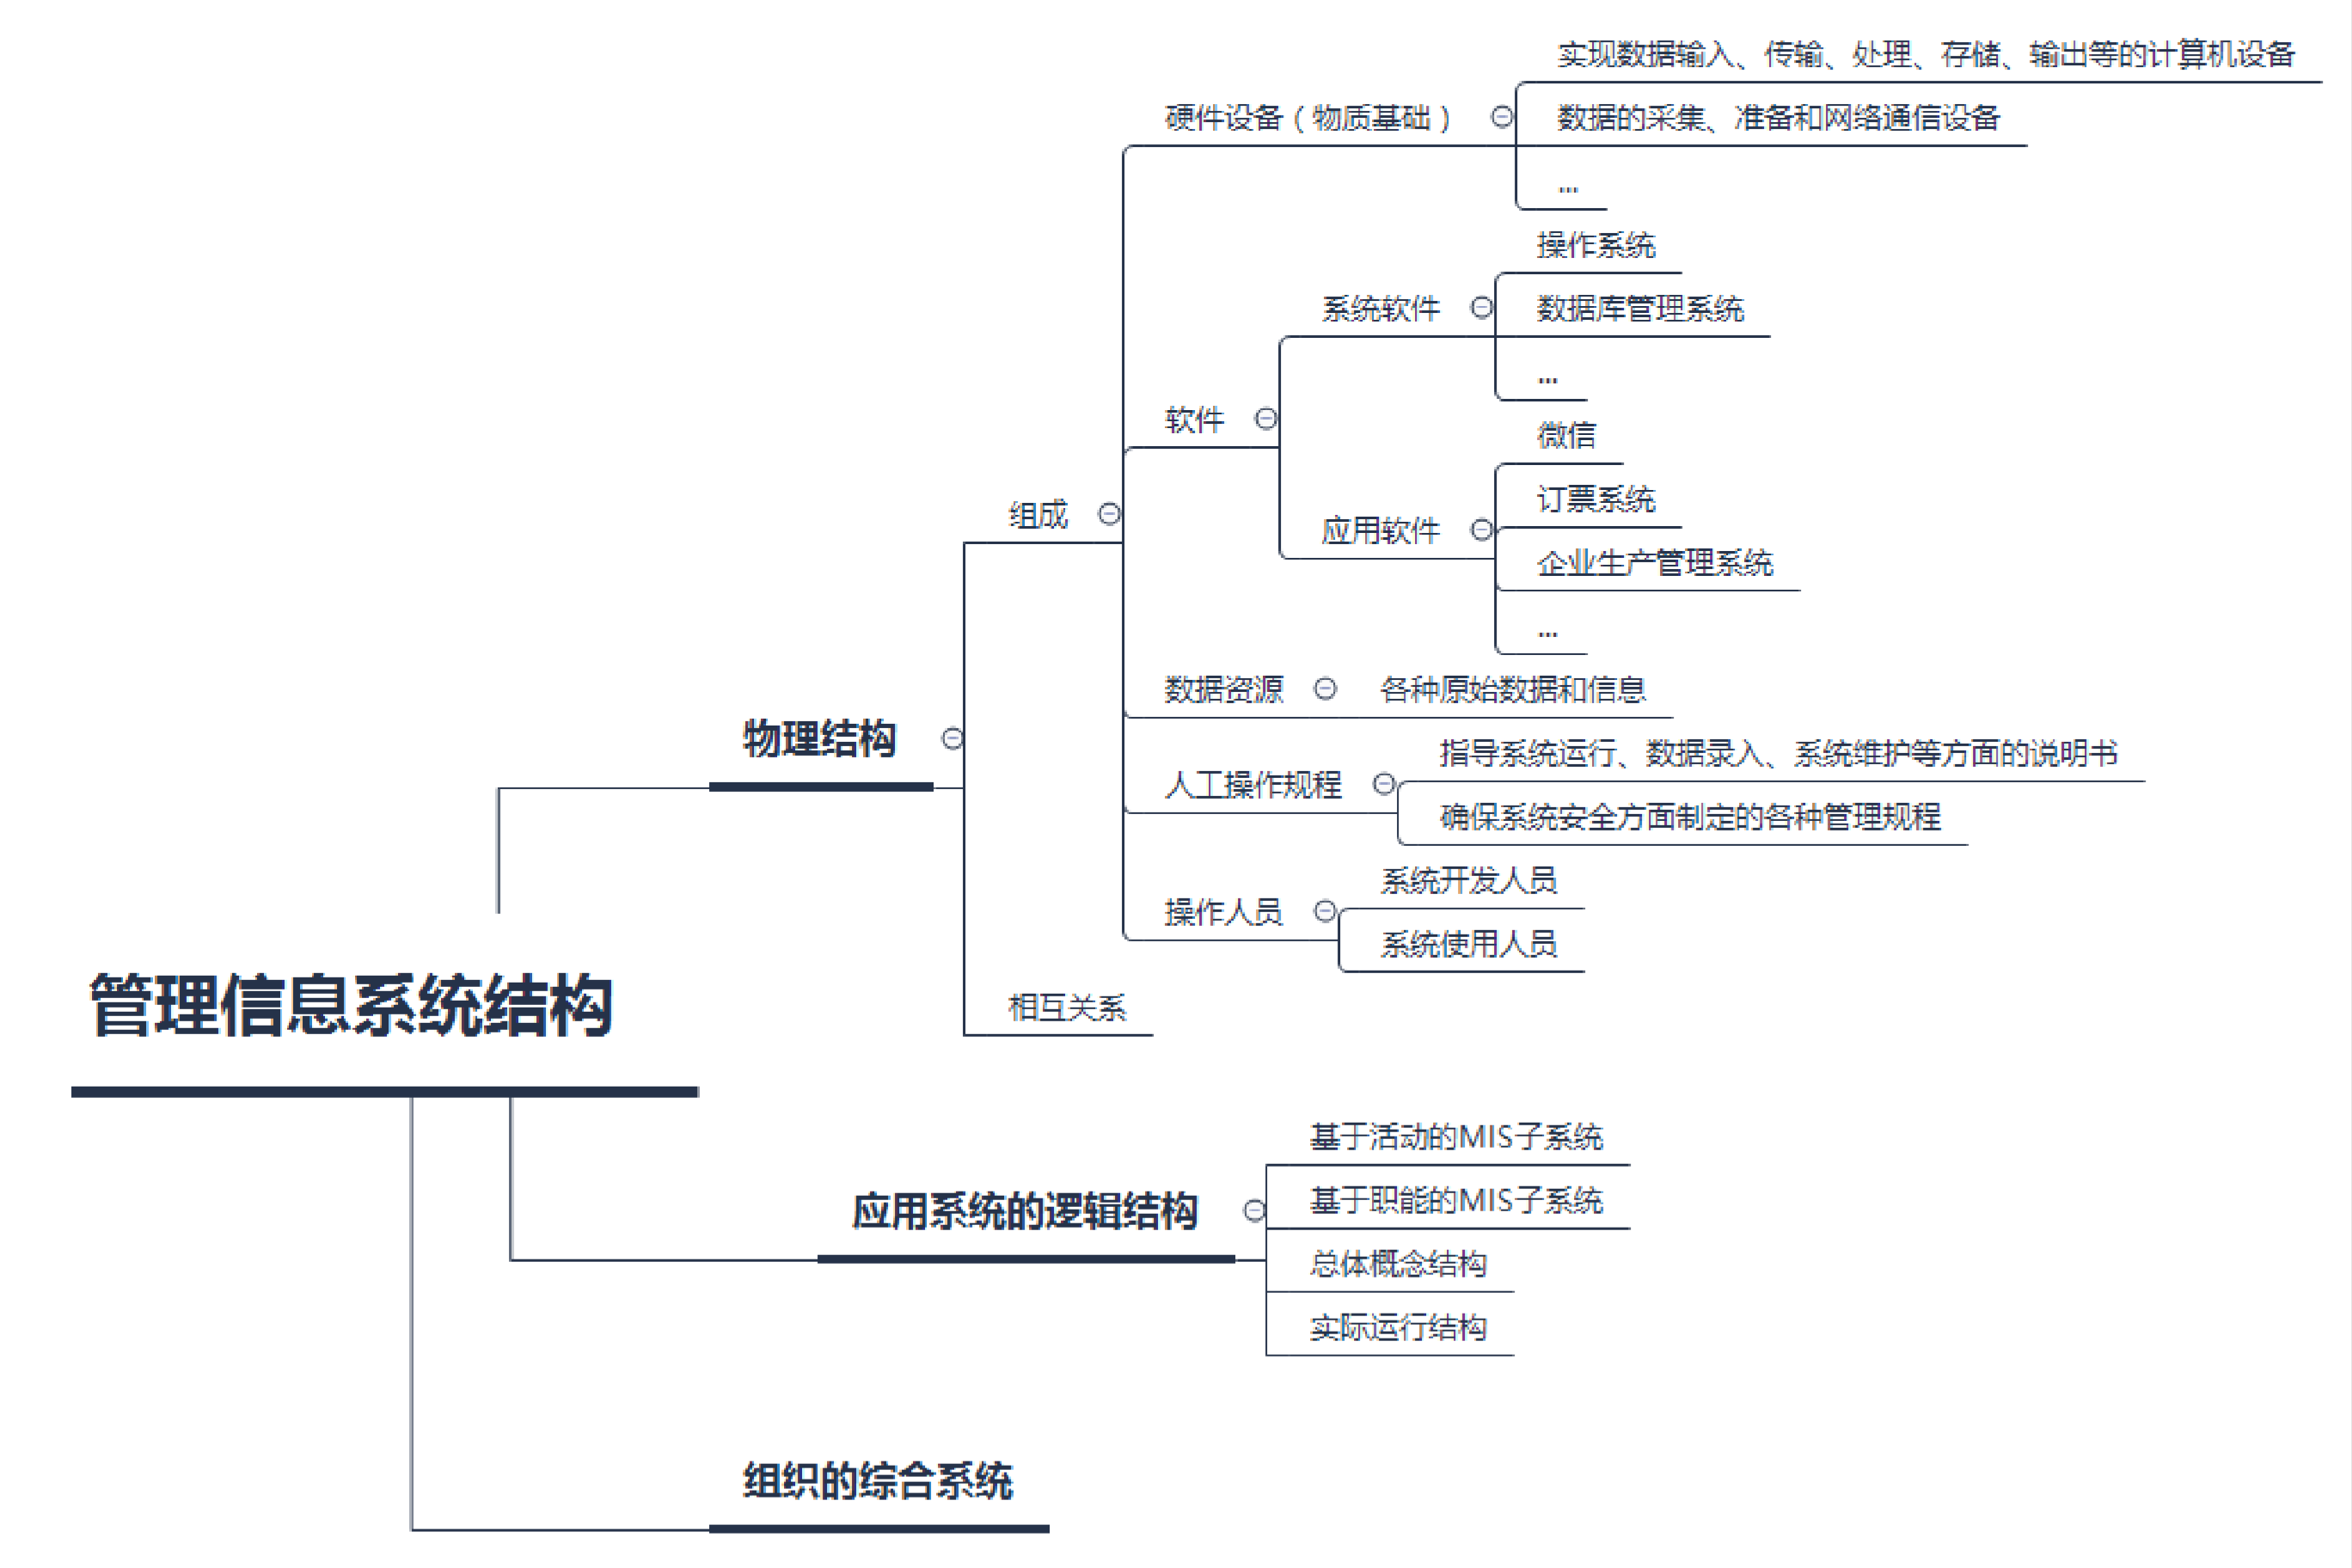 实现数据输入、传输、处理、存储、输出等的计算机设备
硬件设备（物质基础）
数据的采集、准备和网络通信设备
...
操作系统
系统软件
数据库管理系统
...
软件
微信
订票系统
组成
应用软件
企业生产管理系统
...
数据资源
各种原始数据和信息
物理结构
指导系统运行、数据录入、系统维护等方面的说明书
人工操作规程
确保系统安全方面制定的各种管理规程
系统开发人员
操作人员
系统使用人员
管理信息系统结构
相互关系
基于活动的MIS子系统
应用系统的逻辑结构
基于职能的MIS子系统
总体概念结构
实际运行结构
组织的综合系统